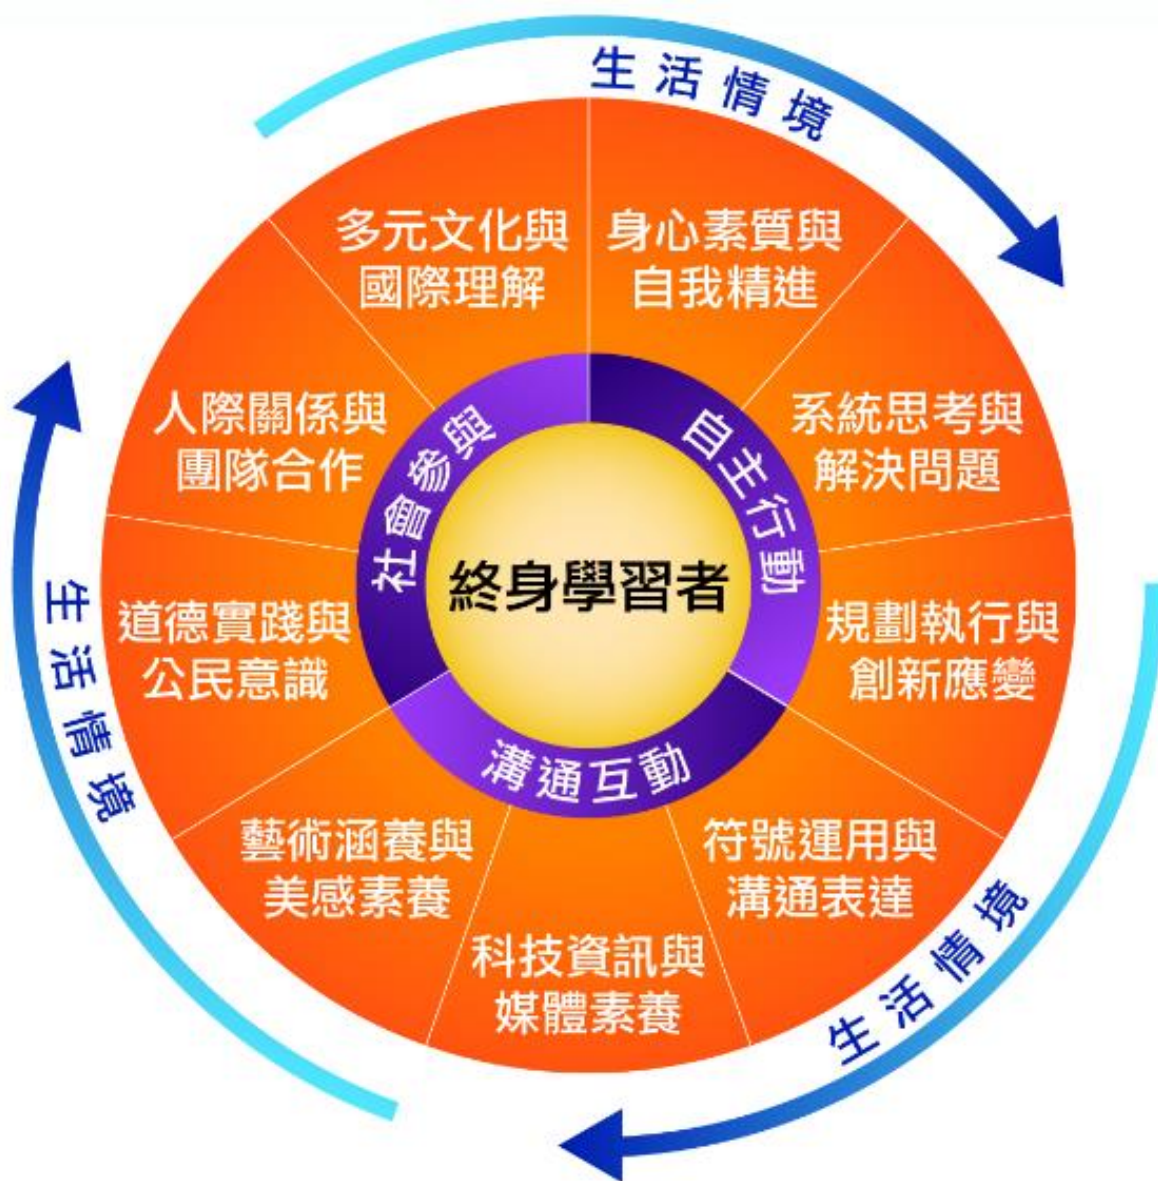 生活情境
多元文化與
國際理解
身心素質與
自我精進
人際關係與
團隊合作
系統思考與
解決問題
社會參與
自主行動
終身學習者
道德實踐與
公民意識
規劃執行與
創新應變
生活情境
溝通互動
藝術涵養與
美感素養
符號運用與
溝通表達
科技資訊與
媒體素養
生活情境